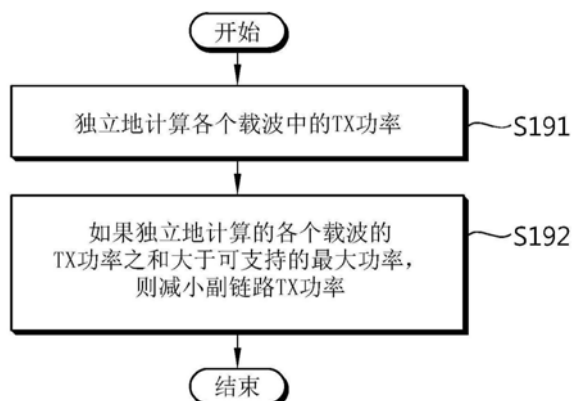 开始
独立地计算各个载波中的TX功率
S191
如果独立地计算的各个载波的
TX功率之和大于可支持的最大功率，
则减小副链路TX功率
S192
结束